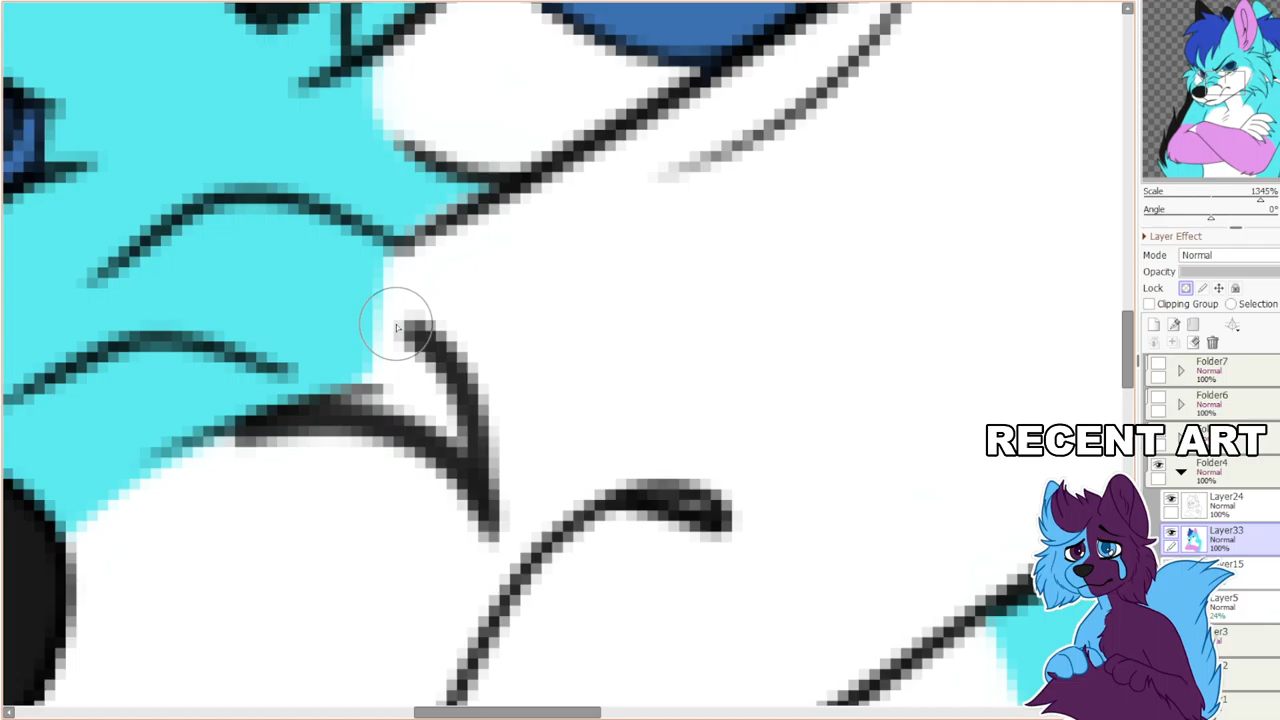 Scale 1345%
Angle 0°
Layer Effect
Mode Normal
Opacity
Lock
Clipping Group Selection
Folder7
Normal
100%
Folder6
Normal
100%
RECENT ART
Folder4
Normal
100%
Layer24
Normal
100%
Layer33
Normal
100%
Layer5
Normal
24%